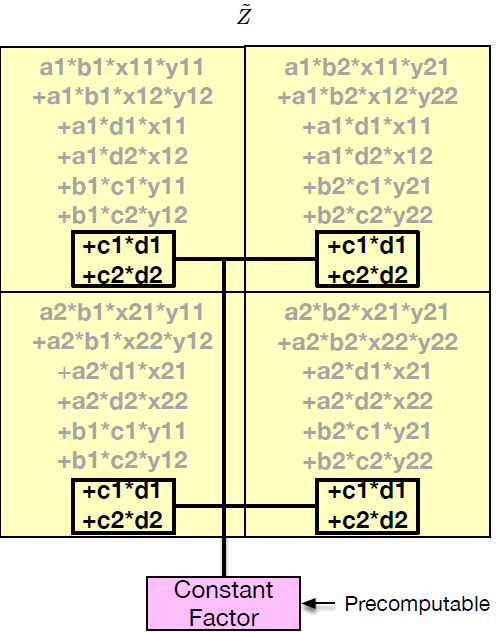 Z̃
a1*b1*x11*y11
+a1*b1*x12*y12
+a1*d1*x11
+a1*d2*x12
+b1*c1*y11
+b1*c2*y12
+c1*d1
+c2*d2
a1*b2*x11*y21
+a1*b2*x12*y22
+a1*d1*x11
+a1*d2*x12
+b2*c1*y21
+b2*c2*y22
+c1*d1
+c2*d2
a2*b1*x21*y11
+a2*b1*x22*y12
+a2*d1*x21
+a2*d2*x22
+b1*c1*y11
+b1*c2*y12
+c1*d1
+c2*d2
a2*b2*x21*y21
+a2*b2*x22*y22
+a2*d1*x21
+a2*d2*x22
+b2*c1*y21
+b2*c2*y22
+c1*d1
+c2*d2
Constant
Factor
Precomputable